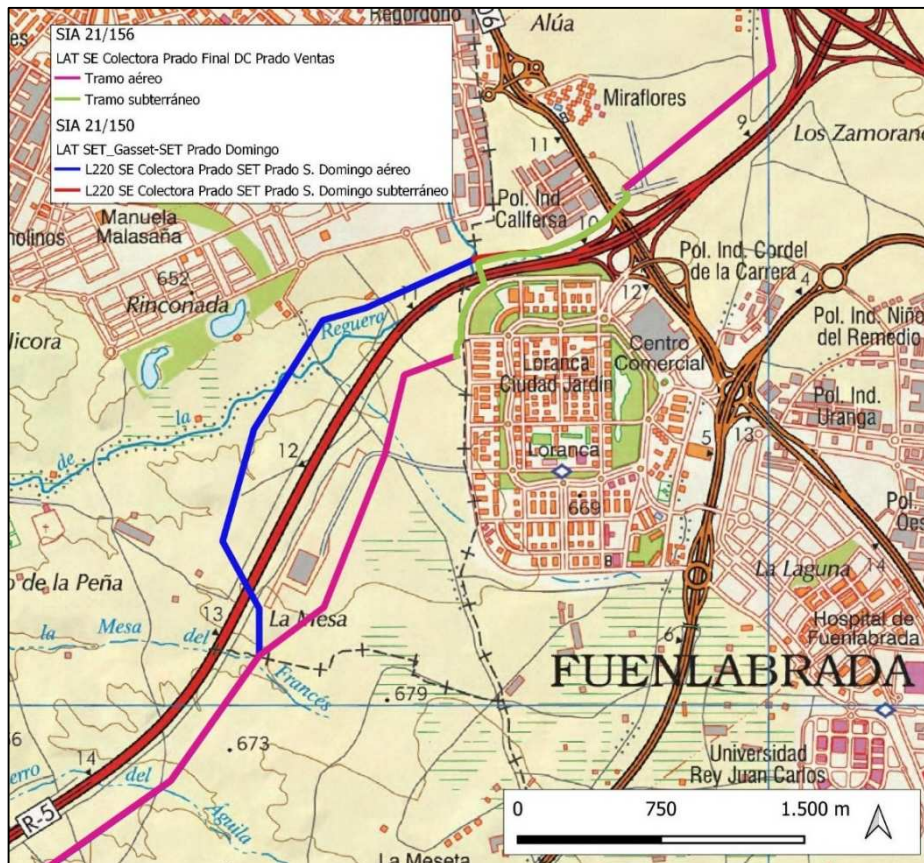 SIA 21/156
LAT SE Colectora Prado Final DC Prado Ventas
Tramo aéreo
Tramo subterráneo
SIA 21/150
LAT SET_Gasset-SET Prado Domingo
L220 SE Colectora Prado SET Prado S. Domingo aéreo
L220 SE Colectora Prado SET Prado S. Domingo subterráneo
Alúa
Miraflores
11
9
Los Zamorano
Pol. Ind.
Callfersa
10
Manuela
Malasaña
652
Rinconada
11
Reguera
Pol. Ind. Cordel
de la Carrera
4
12
Pol. Ind. Niño
del Remedio
Centro
Comercial
Loranca
Ciudad Jardín
Pol. Ind.
Uranga
de
la
12
Loranca
5
13
669
8
La Laguna
14
o de la Peña
13
La Mesa
la Mesa del
Francés
Hospital de
Fuenlabrada
6
FUENLABRADA
679
673
14
del
Águila
R-5
Universidad
Rey Juan Carlos
La Meseta
0 750 1.500 m